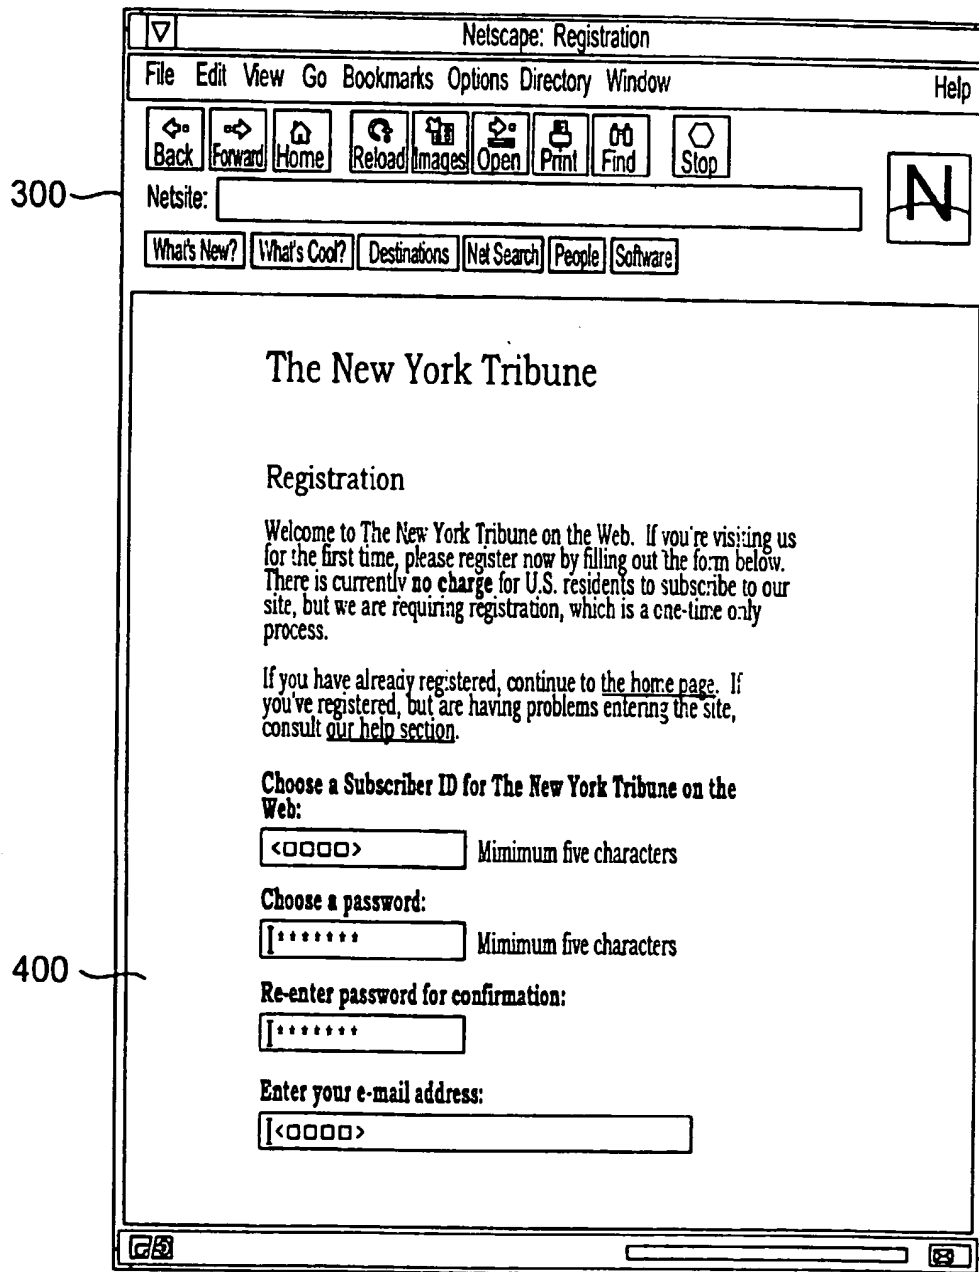 Netscape: Registration
File Edit View Go Bookmarks Options Directory Window Help
Back Forward Home Reload Images Open Print Find Stop
N
300
Netsite:
What's New? What's Cool? Destinations Net Search People Software
The New York Tribune
Registration
Welcome to The New York Tribune on the Web. If you're visiting us
for the first time, please register now by filling out the form below.
There is currently no charge for U.S. residents to subscribe to our
site, but we are requiring registration, which is a one-time only
process.
If you have already registered, continue to the home page. If
you've registered, but are having problems entering the site,
consult our help section.
Choose a Subscriber ID for The New York Tribune on the
Web:
<□□□□> Mimimum five characters
Choose a password:
******* Mimimum five characters
400
Re-enter password for confirmation:
*******
Enter your e-mail address:
<□□□□>